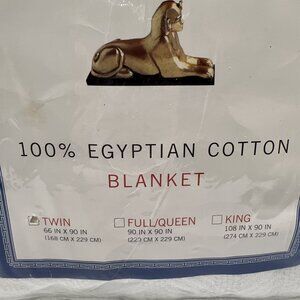 100% EGYPTIAN COTTON
BLANKET
TWIN
66 IN X 90 IN
(168 CM X 229 CM)
FULL/QUEEN
90 IN X 90 IN
(229 CM X 229 CM)
KING
108 IN X 90 IN
(274 CM X 229 CM)